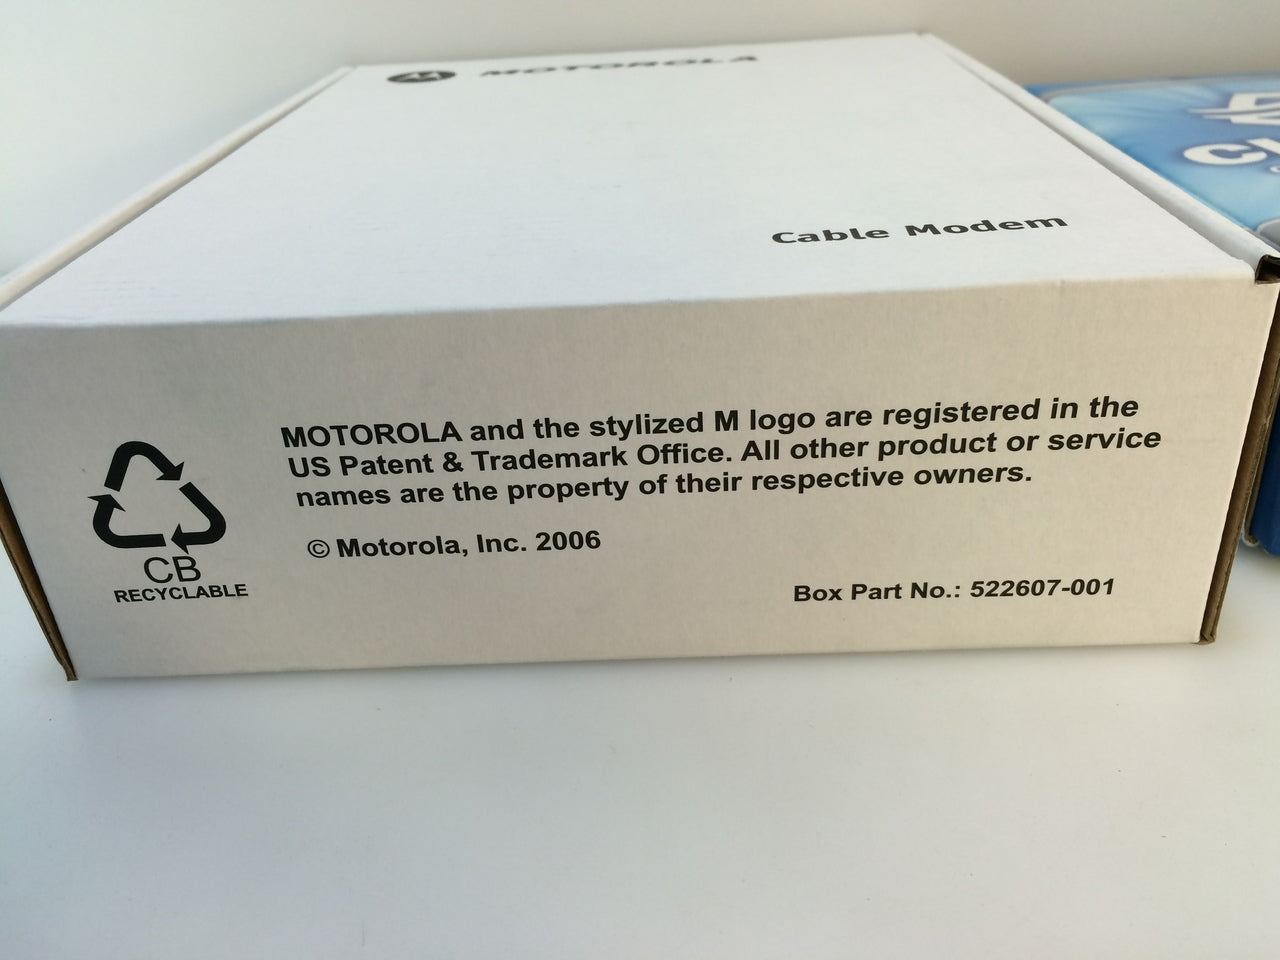 MOTOROLA
Cable Modem
MOTOROLA and the stylized M logo are registered in the
US Patent & Trademark Office. All other product or service
names are the property of their respective owners.
© Motorola, Inc. 2006
CB
RECYCLABLE
Box Part No.: 522607-001